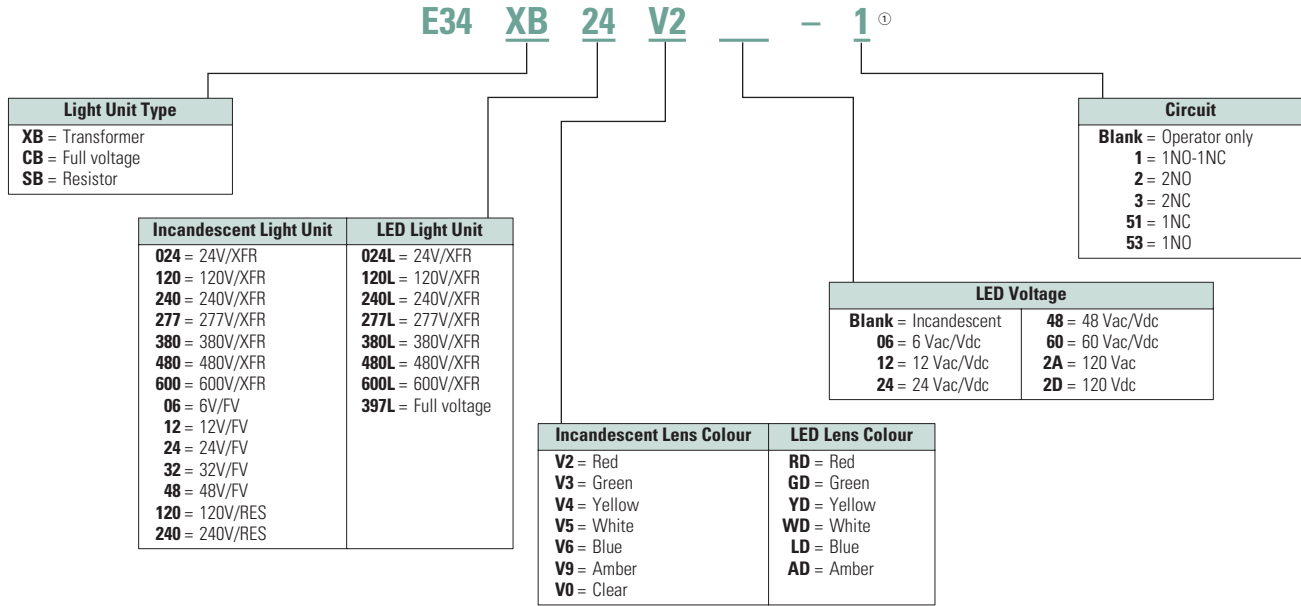 E34 XB 24 V2 – 1 ①
Light Unit Type
XB = Transformer
CB = Full voltage
SB = Resistor
Incandescent Light Unit
024 = 24V/XFR
120 = 120V/XFR
240 = 240V/XFR
277 = 277V/XFR
380 = 380V/XFR
480 = 480V/XFR
600 = 600V/XFR
06 = 6V/FV
12 = 12V/FV
24 = 24V/FV
32 = 32V/FV
48 = 48V/FV
120 = 120V/RES
240 = 240V/RES
LED Light Unit
024L = 24V/XFR
120L = 120V/XFR
240L = 240V/XFR
277L = 277V/XFR
380L = 380V/XFR
480L = 480V/XFR
600L = 600V/XFR
397L = Full voltage
Incandescent Lens Colour
V2 = Red
V3 = Green
V4 = Yellow
V5 = White
V6 = Blue
V9 = Amber
V0 = Clear
LED Lens Colour
RD = Red
GD = Green
YD = Yellow
WD = White
LD = Blue
AD = Amber
LED Voltage
Blank = Incandescent
06 = 6 Vac/Vdc
12 = 12 Vac/Vdc
24 = 24 Vac/Vdc
48 = 48 Vac/Vdc
60 = 60 Vac/Vdc
2A = 120 Vac
2D = 120 Vdc
Circuit
Blank = Operator only
1 = 1NO-1NC
2 = 2NO
3 = 2NC
51 = 1NC
53 = 1NO